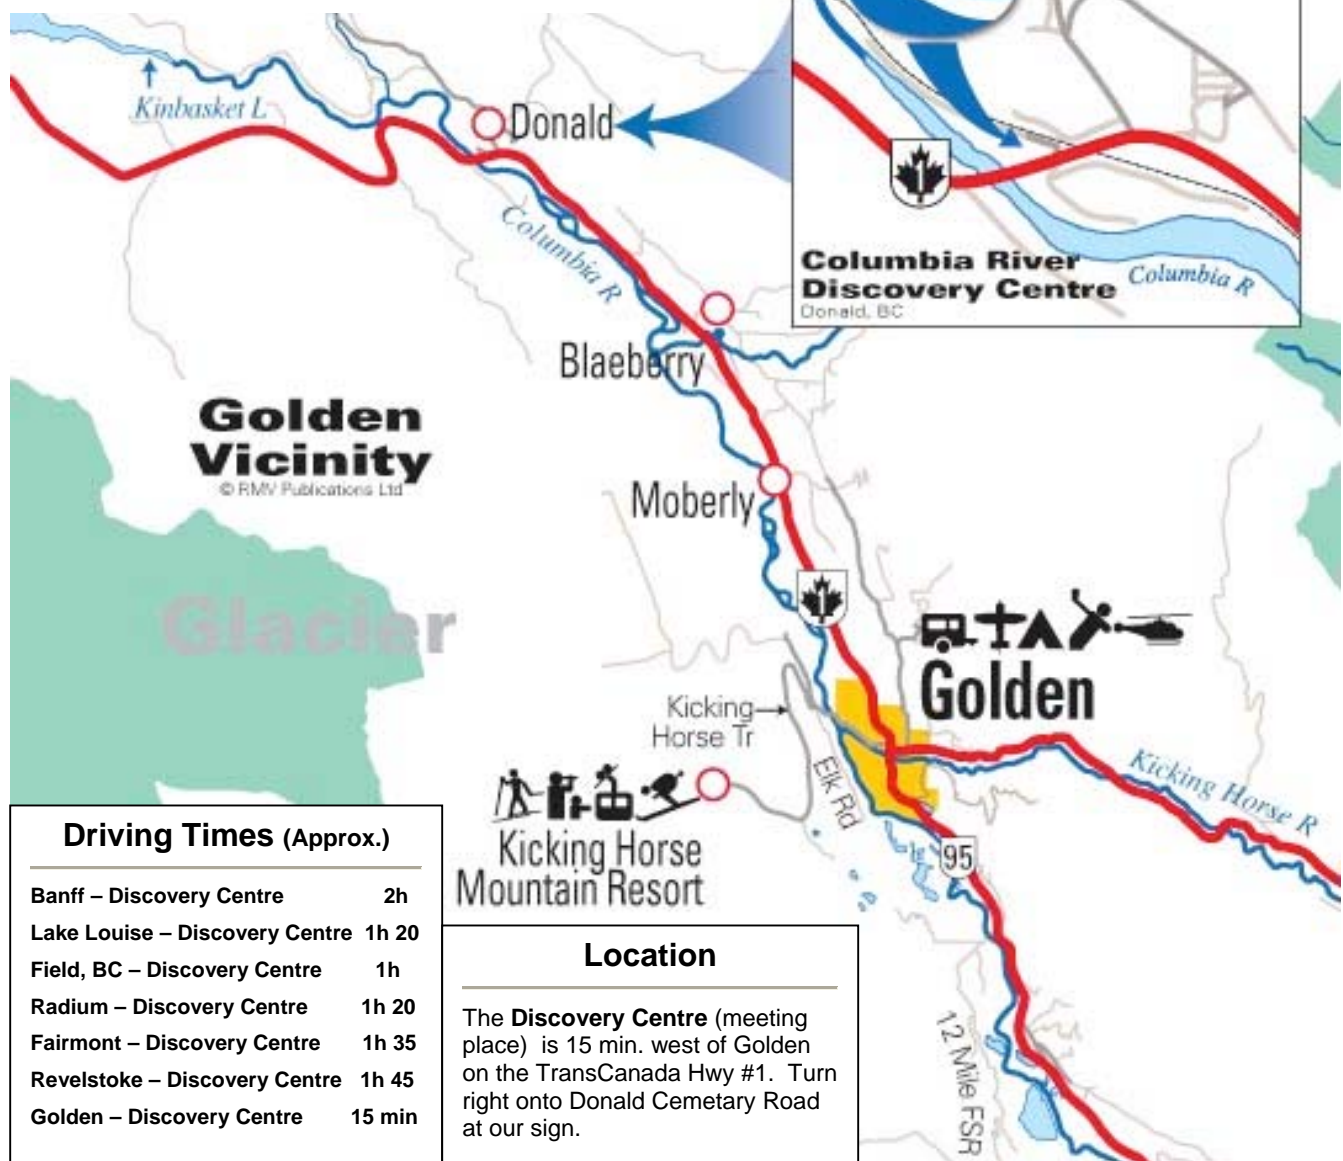 Kinbasket L
Donald
Columbia R
1
Columbia River
Discovery Centre
Donald, BC
Columbia R
Blaeberry
Golden
Vicinity
© RMV Publications Ltd
Moberly
1
Glacier
Golden
Kicking
Horse Tr
Elk Rd
Kicking Horse R
Kicking Horse
Mountain Resort
95
12 Mile FSR
Driving Times (Approx.)
Banff – Discovery Centre 2h
Lake Louise – Discovery Centre 1h 20
Field, BC – Discovery Centre 1h
Radium – Discovery Centre 1h 20
Fairmont – Discovery Centre 1h 35
Revelstoke – Discovery Centre 1h 45
Golden – Discovery Centre 15 min
Location
The Discovery Centre (meeting
place) is 15 min. west of Golden
on the TransCanada Hwy #1. Turn
right onto Donald Cemetary Road
at our sign.